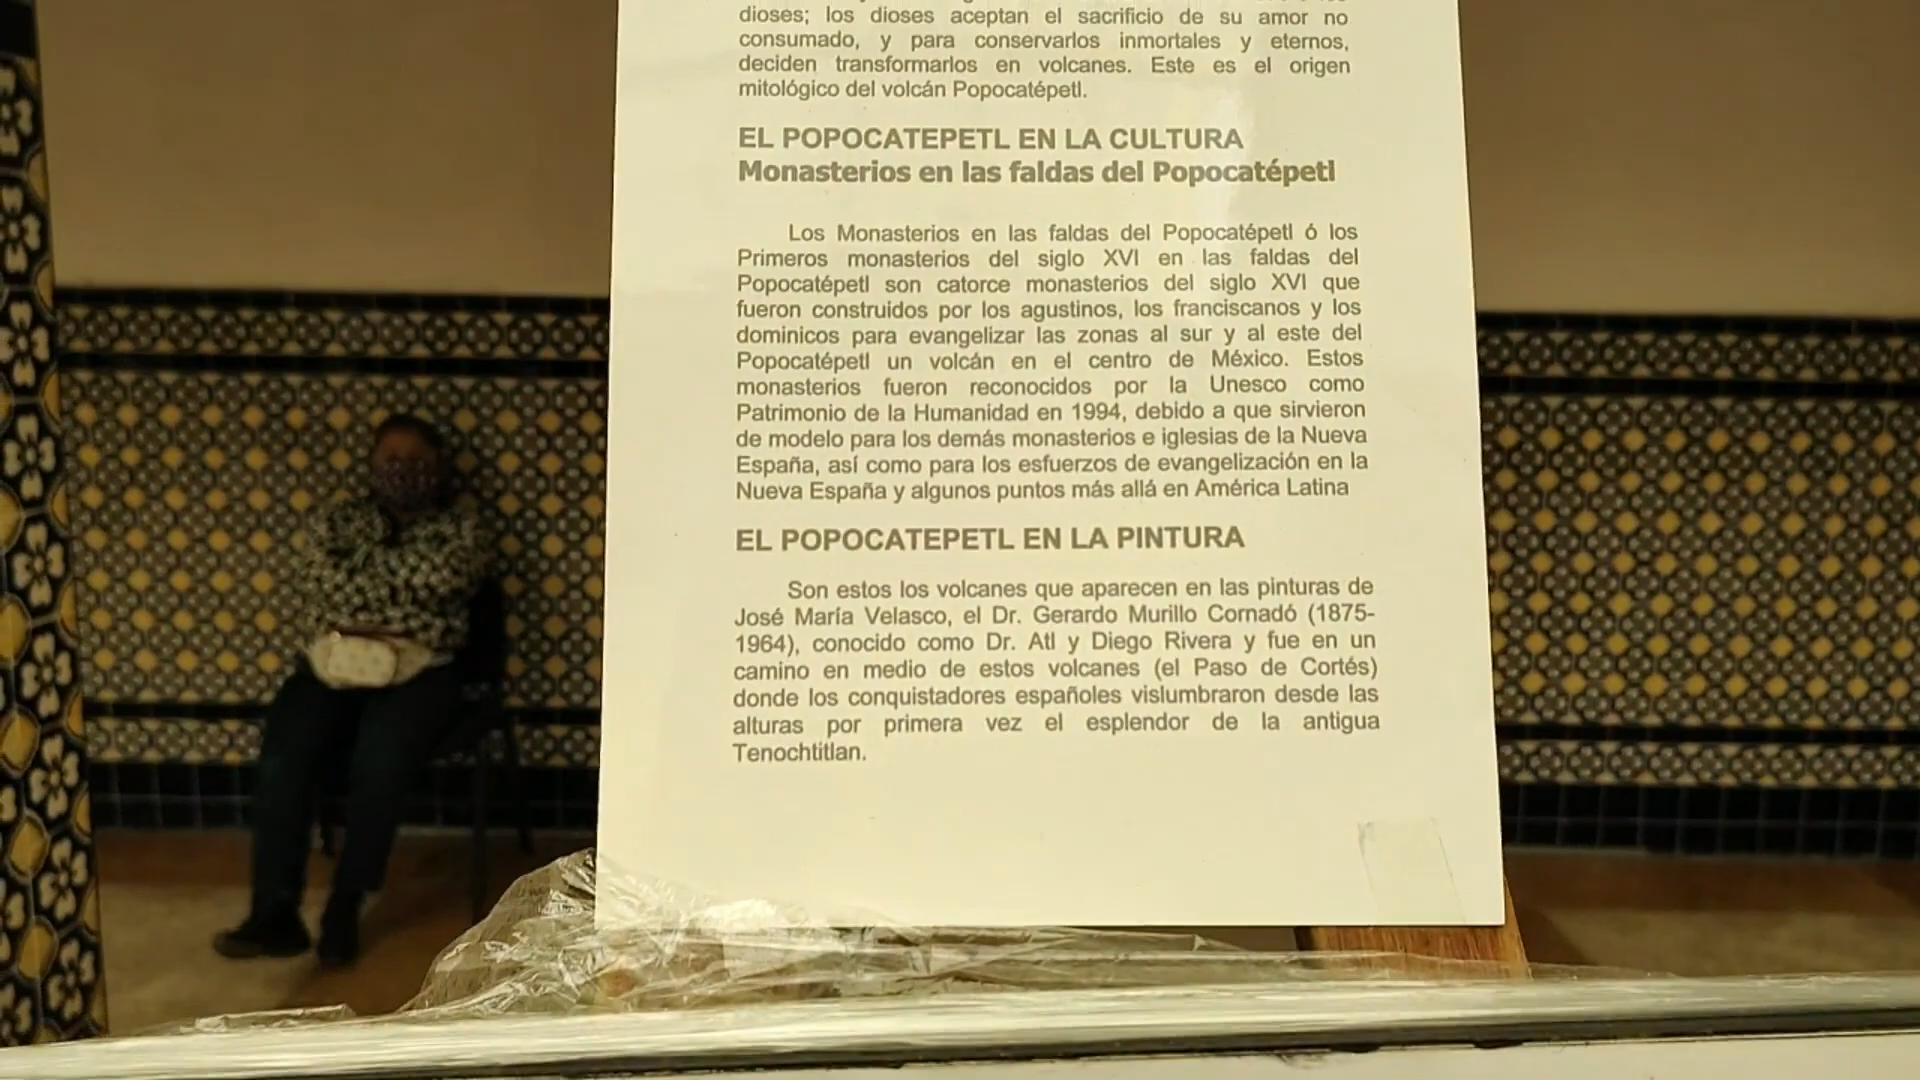 dioses; los dioses aceptan el sacrificio de su amor no
consumado, y para conservarlos inmortales y eternos,
deciden transformarlos en volcanes. Este es el origen
mitológico del volcán Popocatépetl.
EL POPOCATEPETL EN LA CULTURA
Monasterios en las faldas del Popocatépetl
Los Monasterios en las faldas del Popocatépetl ó los
Primeros monasterios del siglo XVI en las faldas del
Popocatépetl son catorce monasterios del siglo XVI que
fueron construidos por los agustinos, los franciscanos y los
dominicos para evangelizar las zonas al sur y al este del
Popocatépetl un volcán en el centro de México. Estos
monasterios fueron reconocidos por la Unesco como
Patrimonio de la Humanidad en 1994, debido a que sirvieron
de modelo para los demás monasterios e iglesias de la Nueva
España, así como para los esfuerzos de evangelización en la
Nueva España y algunos puntos más allá en América Latina
EL POPOCATEPETL EN LA PINTURA
Son estos los volcanes que aparecen en las pinturas de
José María Velasco, el Dr. Gerardo Murillo Cornadó (1875-
1964), conocido como Dr. Atl y Diego Rivera y fue en un
camino en medio de estos volcanes (el Paso de Cortés)
donde los conquistadores españoles vislumbraron desde las
alturas por primera vez el esplendor de la antigua
Tenochtitlan.